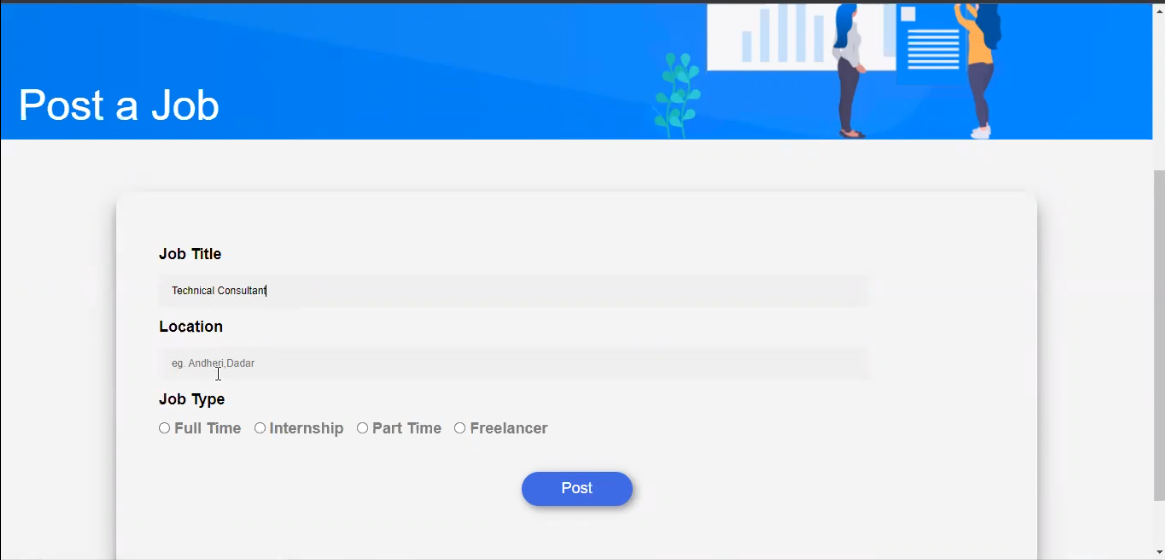 Post a Job
Job Title
Technical Consultant
Location
eg. Andheri,Dadar
Job Type
Full Time Internship Part Time Freelancer
Post